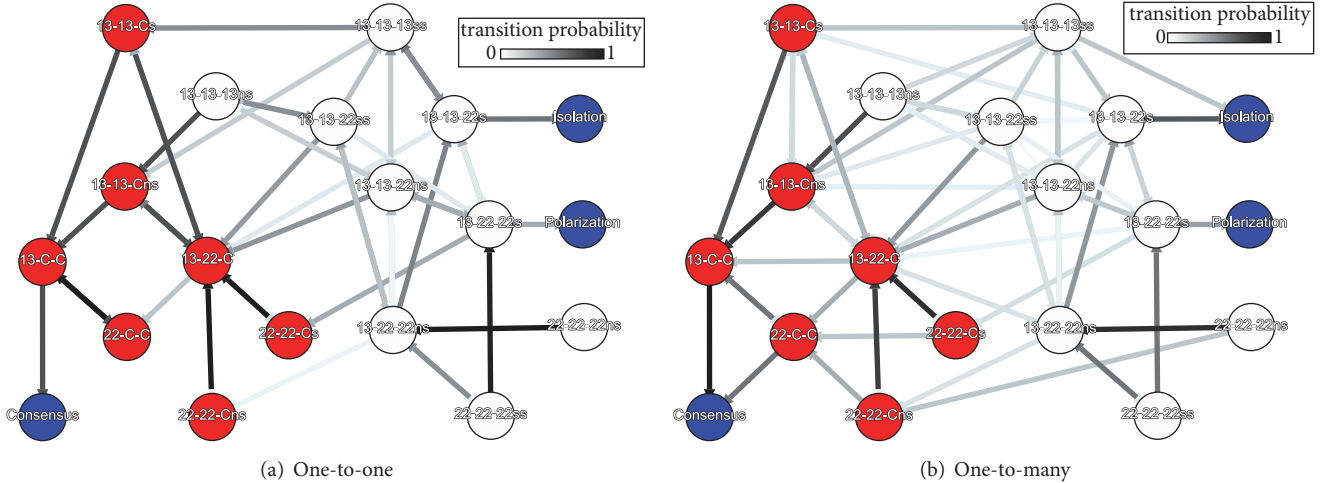 13-13-Cs
13-13-13ss
transition probability
0 1
13-13-13ns
13-13-22ss
13-13-22s
Isolation
13-13-Cns
13-13-22ns
13-22-22s
Polarization
13-C-C
13-22-C
22-C-C
22-22-Cs
13-22-22ns
22-22-22ns
Consensus
22-22-Cns
22-22-22ss
(a) One-to-one
13-13-Cs
13-13-13ss
transition probability
0 1
13-13-13ns
13-13-22ss
13-13-22s
Isolation
13-13-Cns
13-13-22ns
13-22-22s
Polarization
13-C-C
13-22-C
22-C-C
22-22-Cs
13-22-22ns
22-22-22ns
Consensus
22-22-Cns
22-22-22ss
(b) One-to-many